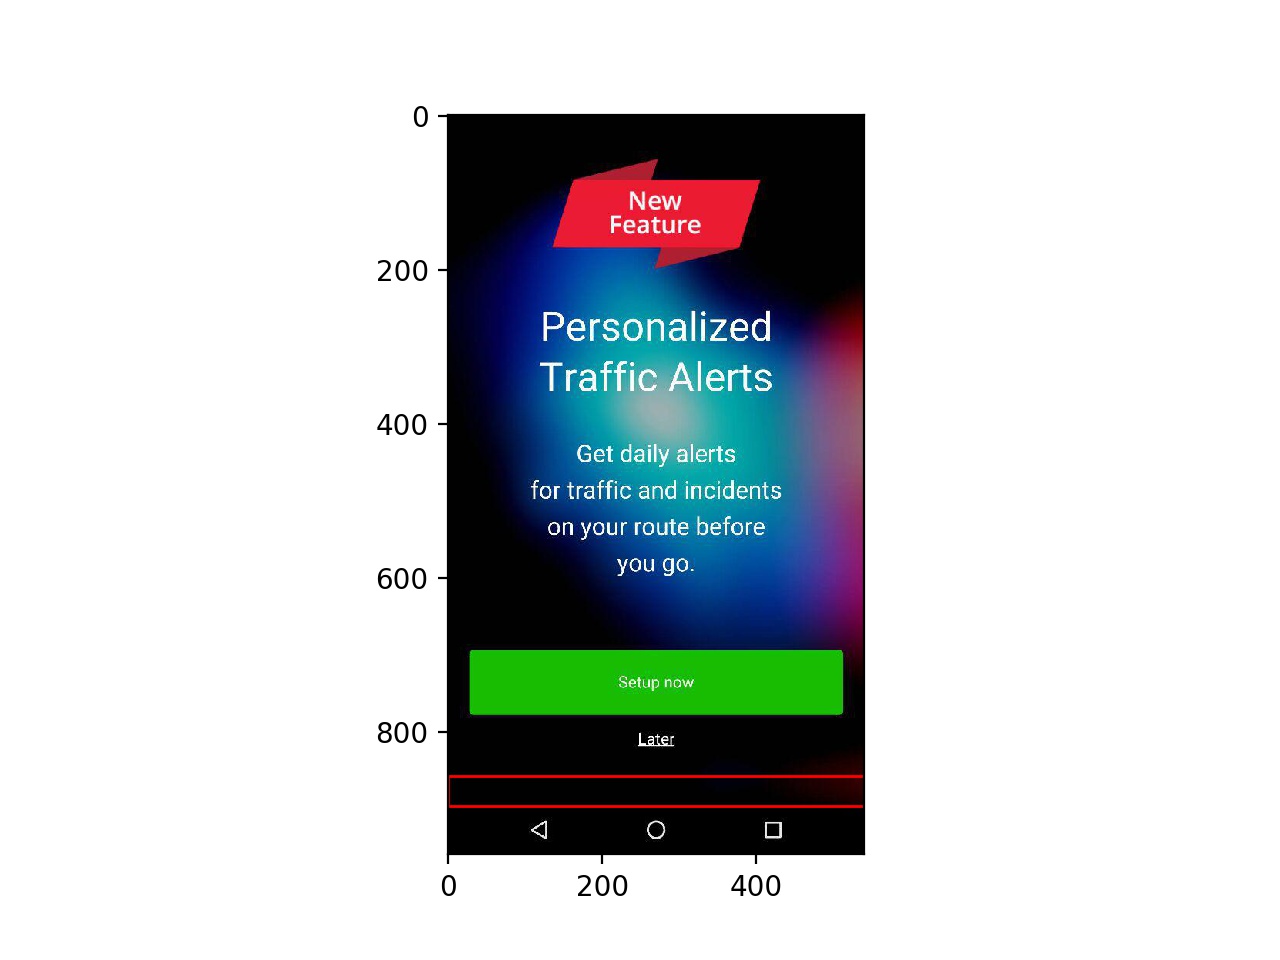 0
200
400
600
800
New
Feature
Personalized
Traffic Alerts
Get daily alerts
for traffic and incidents
on your route before
you go.
Setup now
Later
0 200 400